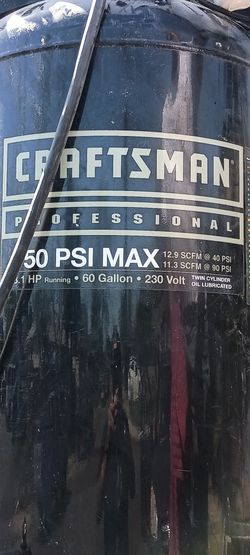 CRAFTSMAN
PROFESSIONAL
50 PSI MAX
12.9 SCFM @ 40 PSI
11.3 SCFM @ 90 PSI
.1 HP Running • 60 Gallon • 230 Volt
TWIN CYLINDER
OIL LUBRICATED